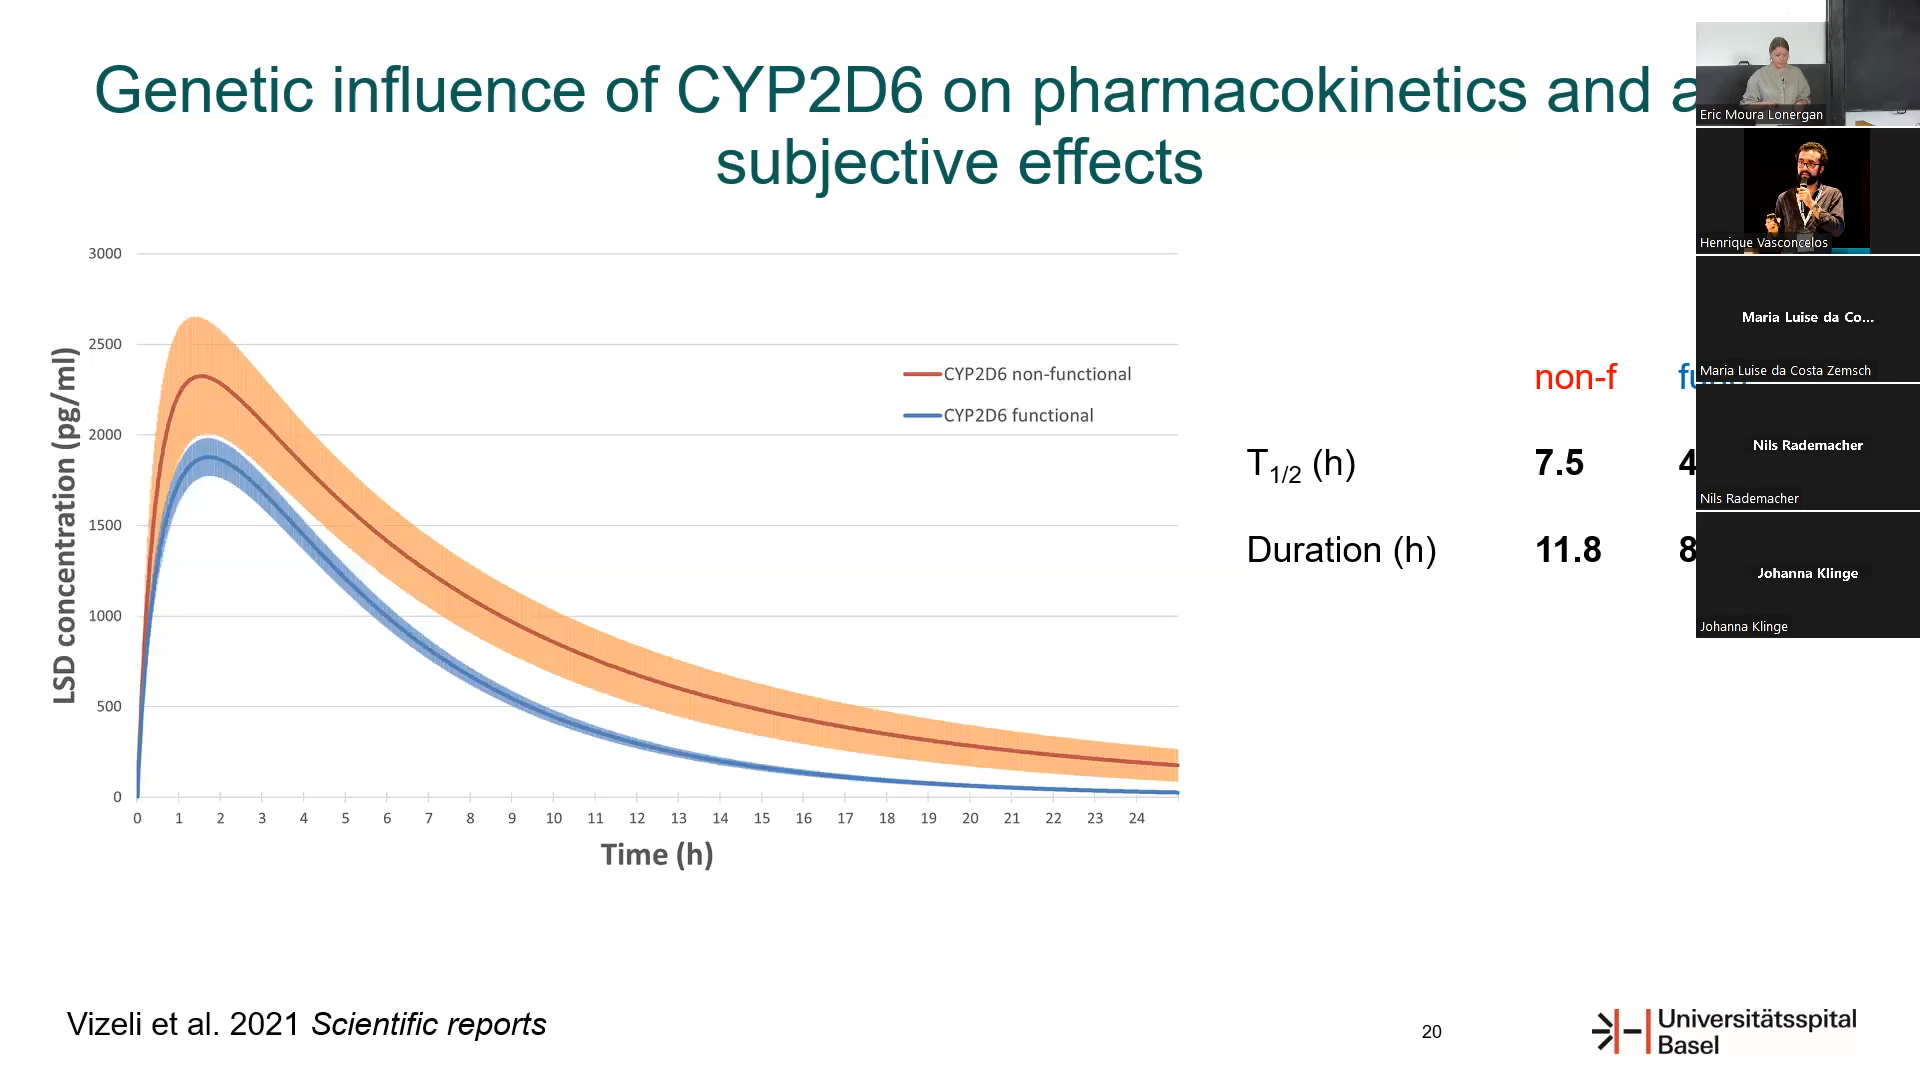 Genetic influence of CYP2D6 on pharmacokinetics and a
subjective effects
3000
2500
2000
1500
1000
500
0
LSD concentration (pg/ml)
CYP2D6 non-functional
CYP2D6 functional
0 1 2 3 4 5 6 7 8 9 10 11 12 13 14 15 16 17 18 19 20 21 22 23 24
Time (h)
non-f
T1/2 (h) 7.5 4
Duration (h) 11.8 8
Vizeli et al. 2021 Scientific reports
20
Universitätsspital
Basel
Eric Moura Lonergan
Henrique Vasconcelos
Maria Luise da Co...
Maria Luise da Costa Zemsch
Nils Rademacher
Nils Rademacher
Johanna Klinge
Johanna Klinge